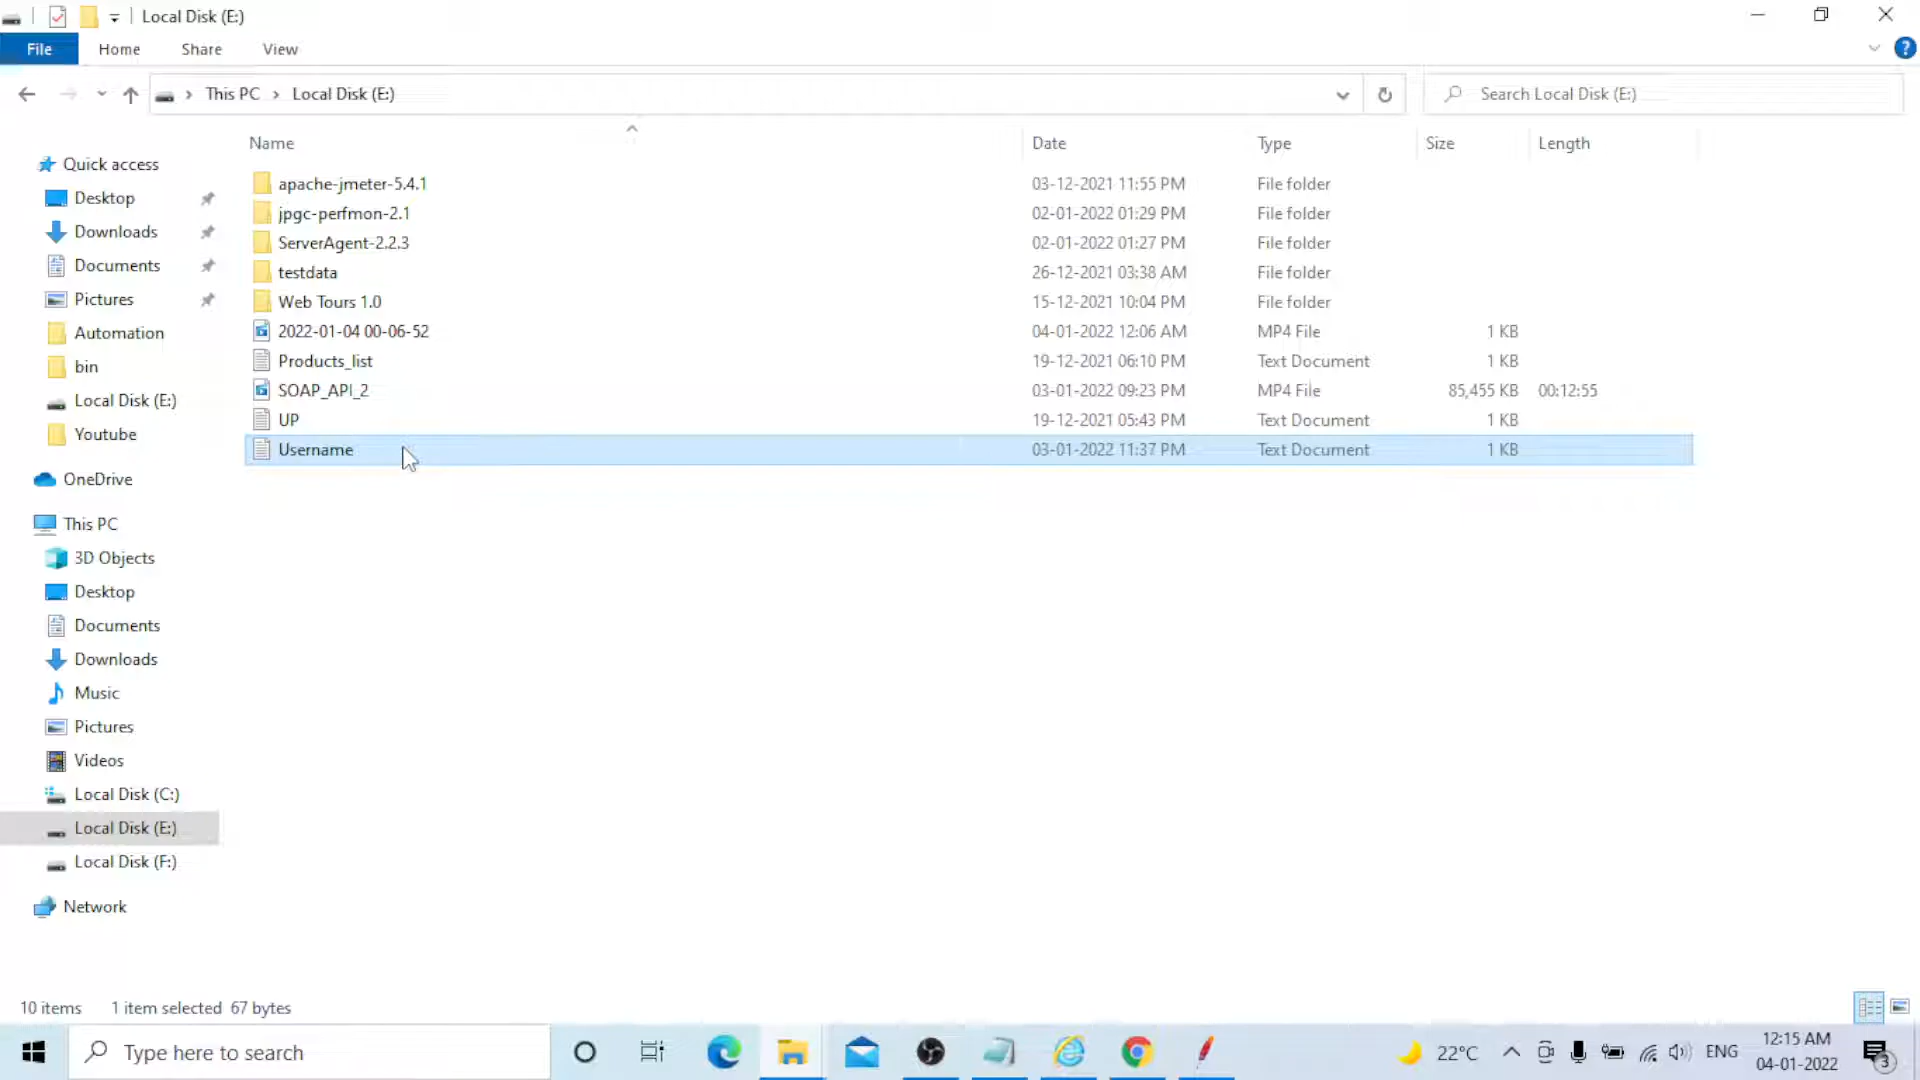 Local Disk (E:)
File Home Share View
This PC > Local Disk (E:)
Search Local Disk (E:)
Name Date Type Size Length
Quick access
Desktop
Downloads
Documents
Pictures
Automation
bin
Local Disk (E:)
Youtube
OneDrive
This PC
3D Objects
Desktop
Documents
Downloads
Music
Pictures
Videos
Local Disk (C:)
Local Disk (E:)
Local Disk (F:)
Network
apache-jmeter-5.4.1 03-12-2021 11:55 PM File folder
jpgc-perfmon-2.1 02-01-2022 01:29 PM File folder
ServerAgent-2.2.3 02-01-2022 01:27 PM File folder
testdata 26-12-2021 03:38 AM File folder
Web Tours 1.0 15-12-2021 10:04 PM File folder
2022-01-04 00-06-52 04-01-2022 12:06 AM MP4 File 1 KB
Products_list 19-12-2021 06:10 PM Text Document 1 KB
SOAP_API_2 03-01-2022 09:23 PM MP4 File 85,455 KB 00:12:55
UP 19-12-2021 05:43 PM Text Document 1 KB
Username 03-01-2022 11:37 PM Text Document 1 KB
10 items 1 item selected 67 bytes
Type here to search
22°C ENG
12:15 AM
04-01-2022
3